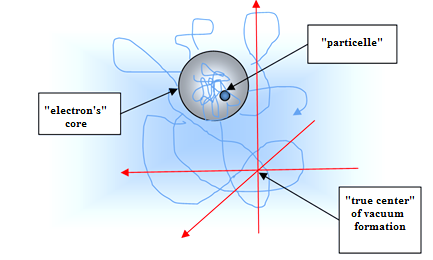 "particelle"
"electron's"
core
"true center"
of vacuum
formation